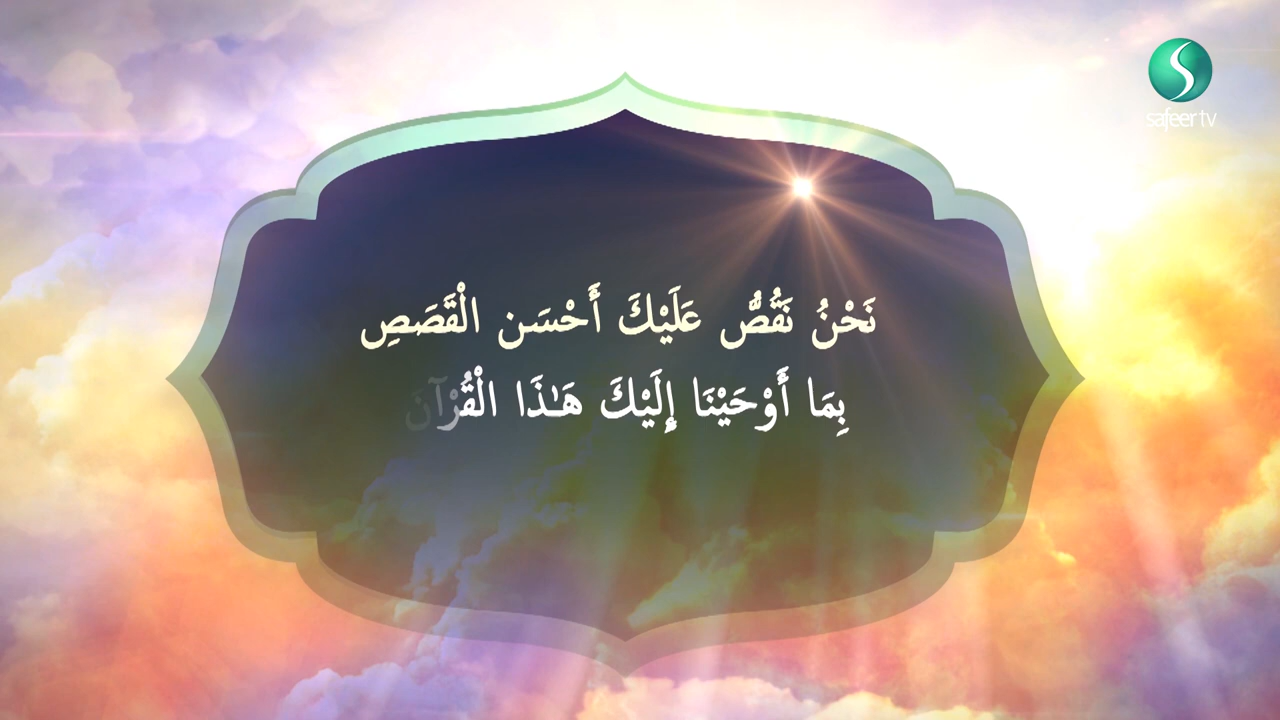 safeer tv
نَحْنُ نَقُصُّ عَلَيْكَ أَحْسَن الْقَصَصِ
بِمَا أَوْحَيْنَا إِلَيْكَ هَـٰذَا الْقُرْآنَ